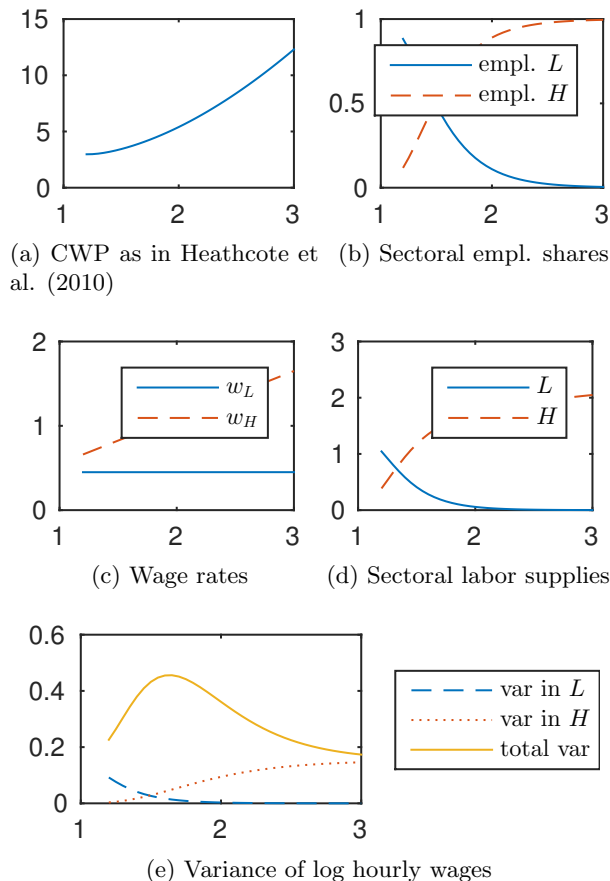 15
10
5
0
1
2
3
(a) CWP as in Heathcote et
al. (2010)
1
0.5
0
1
2
3
empl. L
empl. H
(b) Sectoral empl. shares
2
1
0
1
2
3
w_L
w_H
(c) Wage rates
3
2
1
0
1
2
3
L
H
(d) Sectoral labor supplies
0.6
0.4
0.2
0
1
2
3
var in L
var in H
total var
(e) Variance of log hourly wages